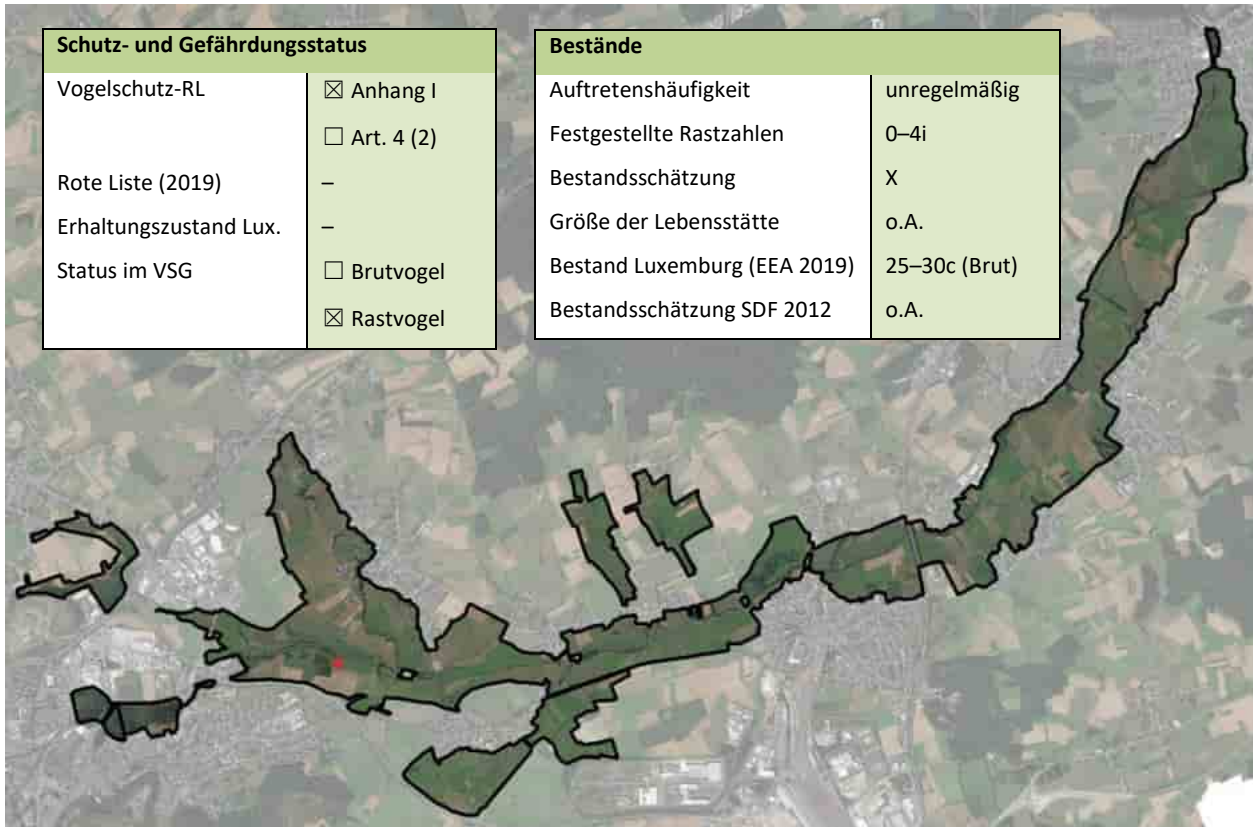 Schutz- und Gefährdungsstatus
Vogelschutz-RL ☒ Anhang I
☐ Art. 4 (2)
Rote Liste (2019) –
Erhaltungszustand Lux. –
Status im VSG ☐ Brutvogel
☒ Rastvogel
Bestände
Auftretenshäufigkeit unregelmäßig
Festgestellte Rastzahlen 0–4i
Bestandsschätzung X
Größe der Lebensstätte o.A.
Bestand Luxemburg (EEA 2019) 25–30c (Brut)
Bestandsschätzung SDF 2012 o.A.